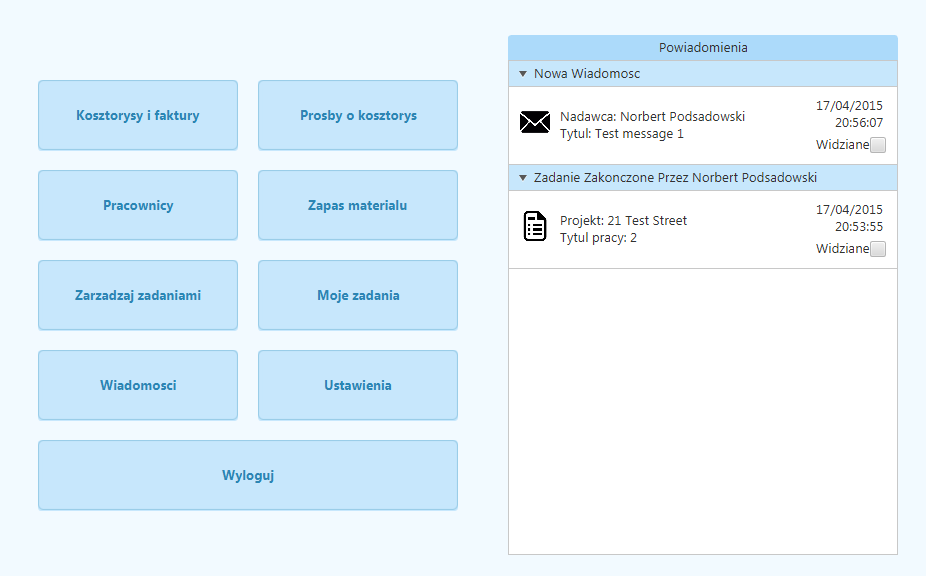 Kosztorysy i faktury
Prosby o kosztorys
Pracownicy
Zapas materialu
Zarzadzaj zadaniami
Moje zadania
Wiadomosci
Ustawienia
Wyloguj
Powiadomienia
Nowa Wiadomosc
Nadawca: Norbert Podsadowski
Tytul: Test message 1
17/04/2015
20:56:07
Widziane
Zadanie Zakonczone Przez Norbert Podsadowski
Projekt: 21 Test Street
Tytul pracy: 2
17/04/2015
20:53:55
Widziane